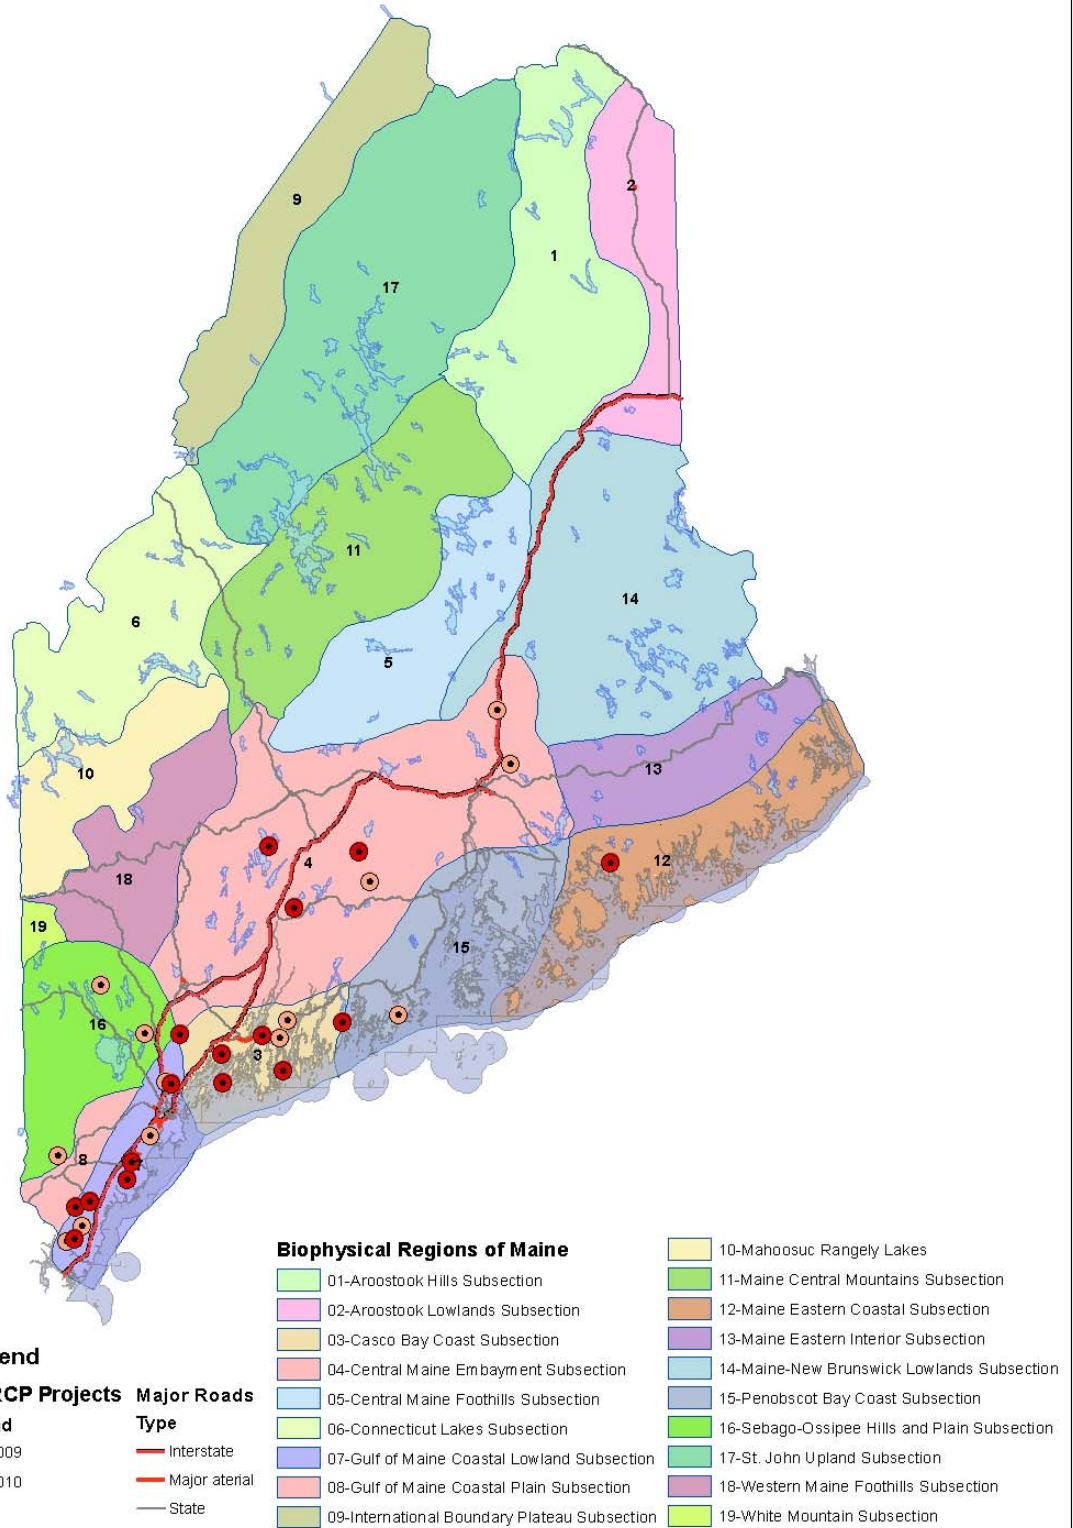 2
9
1
17
11
14
6
5
13
10
4
12
18
19
15
16
3
8
Biophysical Regions of Maine
01-Aroostook Hills Subsection
02-Aroostook Lowlands Subsection
03-Casco Bay Coast Subsection
04-Central Maine Embayment Subsection
05-Central Maine Foothills Subsection
06-Connecticut Lakes Subsection
07-Gulf of Maine Coastal Lowland Subsection
08-Gulf of Maine Coastal Plain Subsection
09-International Boundary Plateau Subsection
10-Mahoosuc Rangely Lakes
11-Maine Central Mountains Subsection
12-Maine Eastern Coastal Subsection
13-Maine Eastern Interior Subsection
14-Maine-New Brunswick Lowlands Subsection
15-Penobscot Bay Coast Subsection
16-Sebago-Ossipee Hills and Plain Subsection
17-St. John Upland Subsection
18-Western Maine Foothills Subsection
19-White Mountain Subsection
end
CP Projects
d
009
010
Major Roads
Type
Interstate
Major aterial
State